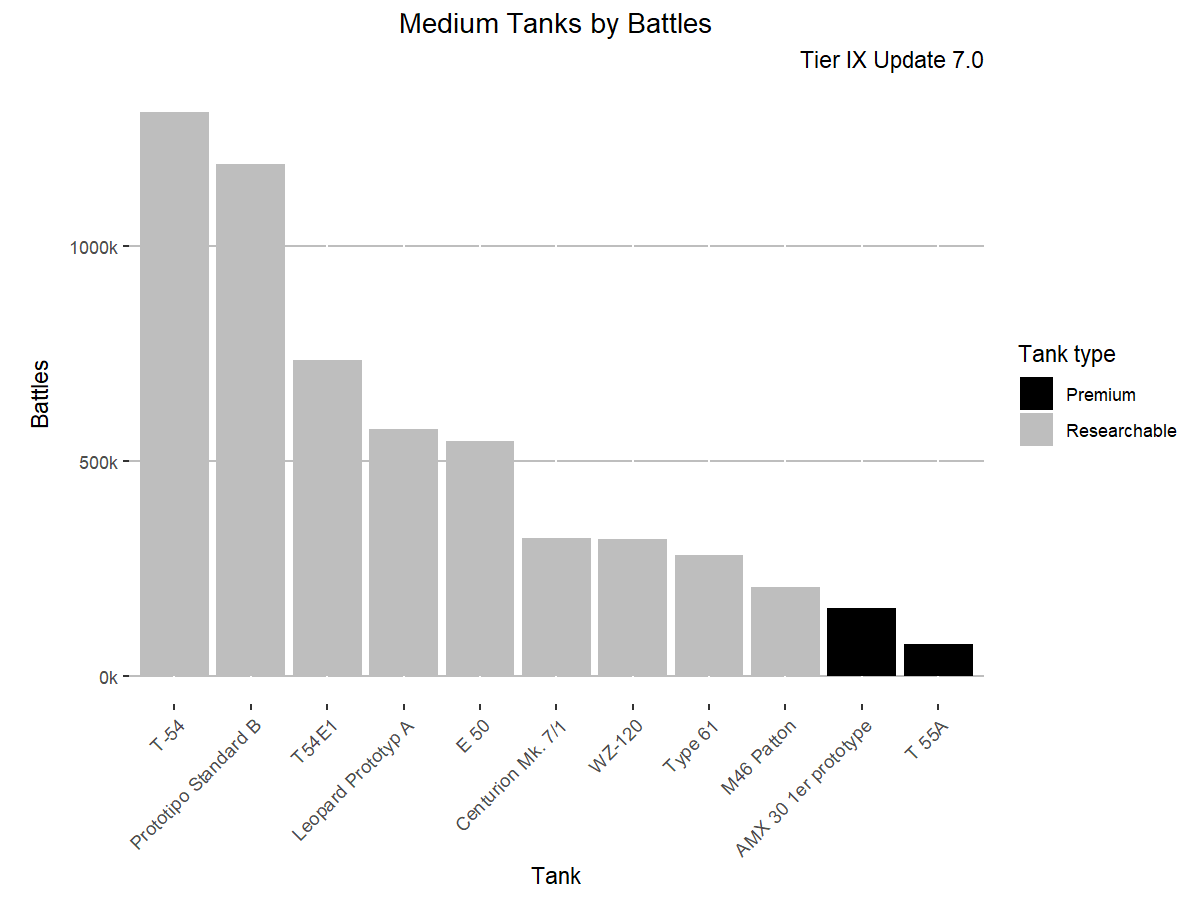 Medium Tanks by Battles
Tier IX Update 7.0
Battles
1000k
500k
0k
T-54
Prototipo Standard B
T54E1
Leopard Prototyp A
E 50
Centurion Mk. 7/1
WZ-120
Type 61
M46 Patton
AMX 30 1er prototype
T 55A
Tank
Tank type
Premium
Researchable